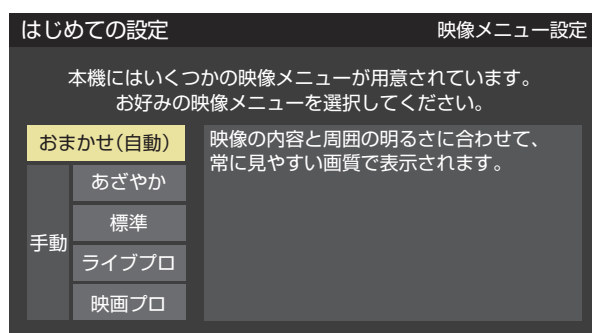 はじめての設定
映像メニュー設定
本機にはいくつかの映像メニューが用意されています。
お好みの映像メニューを選択してください。
おまかせ(自動)
手動
あざやか
標準
ライブプロ
映画プロ
映像の内容と周囲の明るさに合わせて、
常に見やすい画質で表示されます。